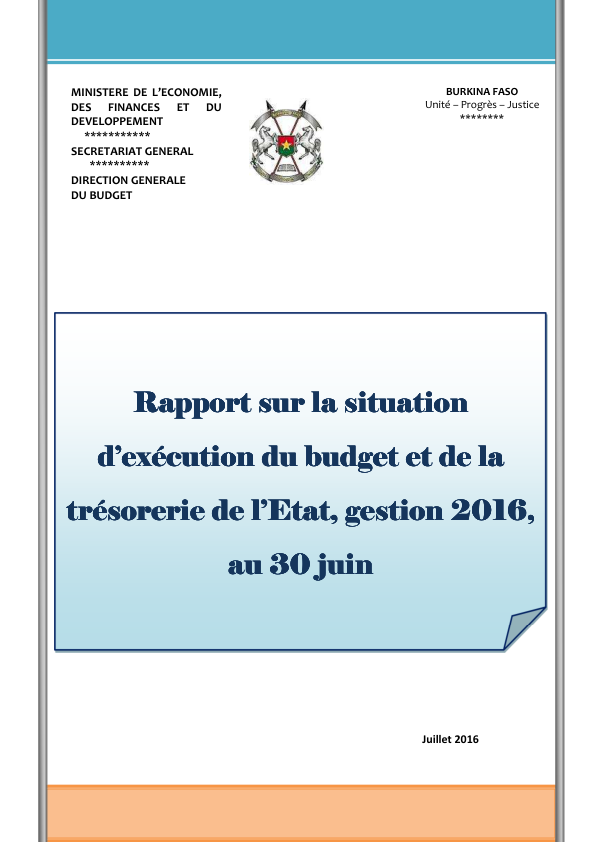 MINISTERE DE L'ECONOMIE,
DES FINANCES ET DU
DEVELOPPEMENT
***********
SECRETARIAT GENERAL
**********
DIRECTION GENERALE
DU BUDGET
BURKINA FASO
Unité – Progrès – Justice
********
Rapport sur la situation
d'exécution du budget et de la
trésorerie de l'Etat, gestion 2016,
au 30 juin
Juillet 2016